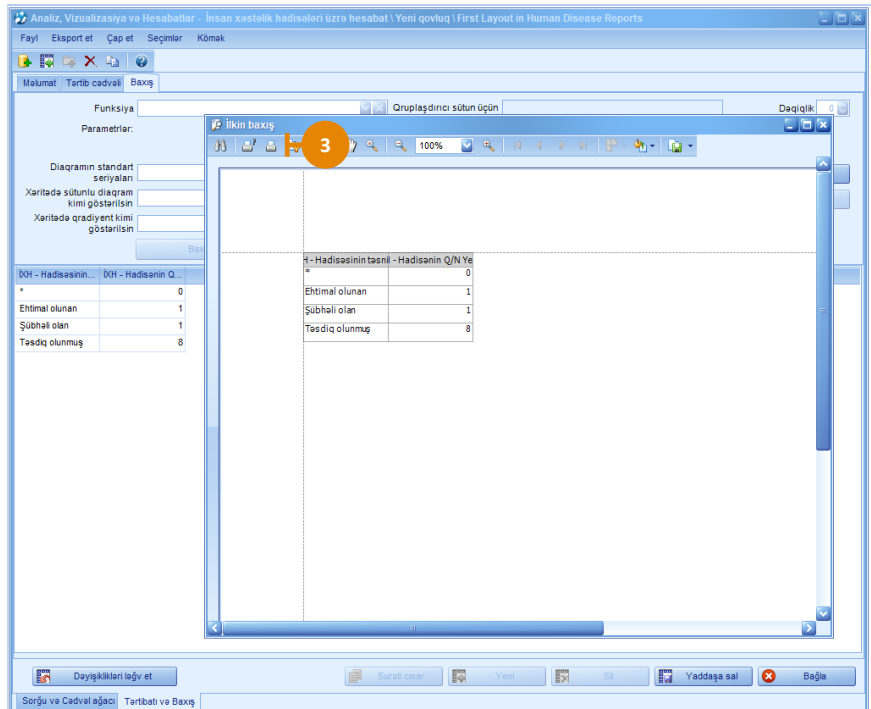 Analiz, Vizualizasiya və Hesabatlar - İnsan xəstəlik hadisələri üzrə hesabat \ Yeni qovluq \ First Layout in Human Disease Reports
Fayl Eksport et Çap et Seçimlər Kömək
Məlumat Tərtib cədvəli Baxış
Funksiya Qruplaşdırıcı sütun üçün Dəqiqlik 0
Parametrlər:
Diaqramın standart
seriyaları
Xəritədə sütunlu diaqram
kimi göstərilsin
Xəritədə qradiyent kimi
göstərilsin
İXH - Hadisəsinin... İXH - Hadisənin Q...
* 0
Ehtimal olunan 1
Şübhəli olan 1
Təsdiq olunmuş 8
İlkin baxış
3
100%
- Hadisəsinin təsnif - Hadisənin Q/N Ye
* 0
Ehtimal olunan 1
Şübhəli olan 1
Təsdiq olunmuş 8
Dəyişiklikləri ləğv et Surəti çıxar Yeni Sil Yaddaşa sal Bağla
Sorğu və Cədvəl ağacı Tərtibatı və Baxış